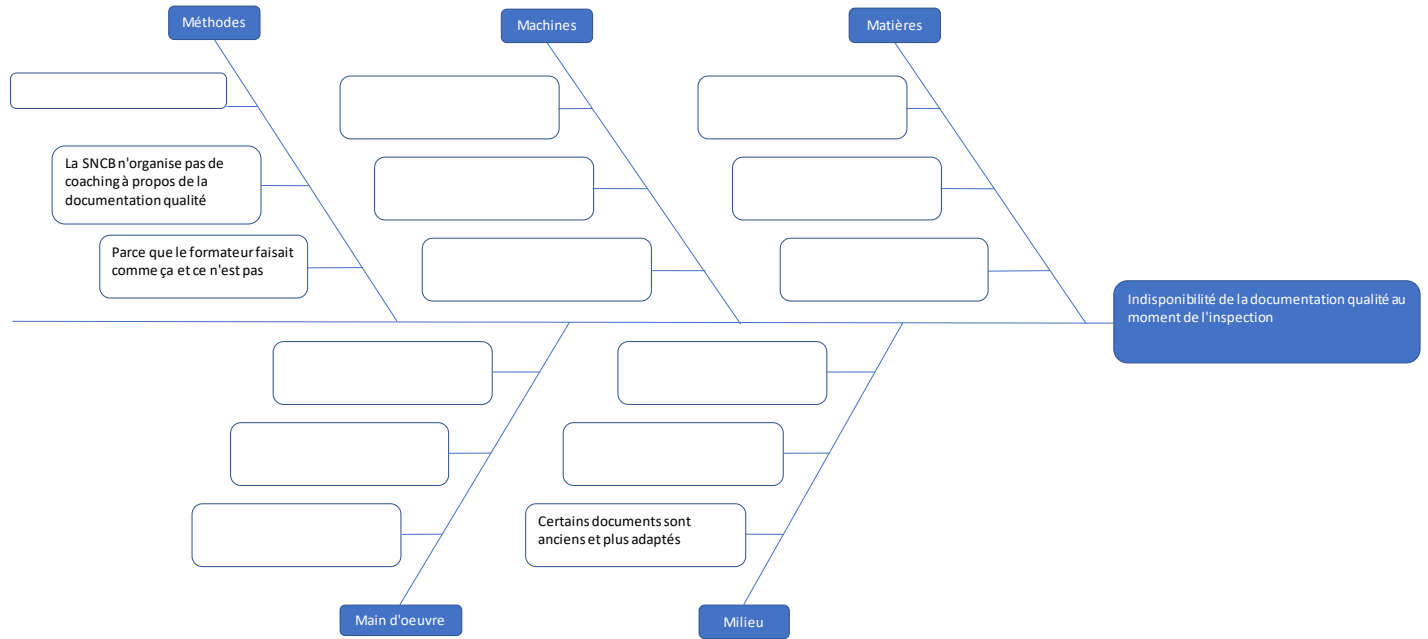 Méthodes
Machines
Matières
La SNCB n'organise pas de
coaching à propos de la
documentation qualité
Parce que le formateur faisait
comme ça et ce n'est pas
Indisponibilité de la documentation qualité au
moment de l'inspection
Certains documents sont
anciens et plus adaptés
Main d'oeuvre
Milieu